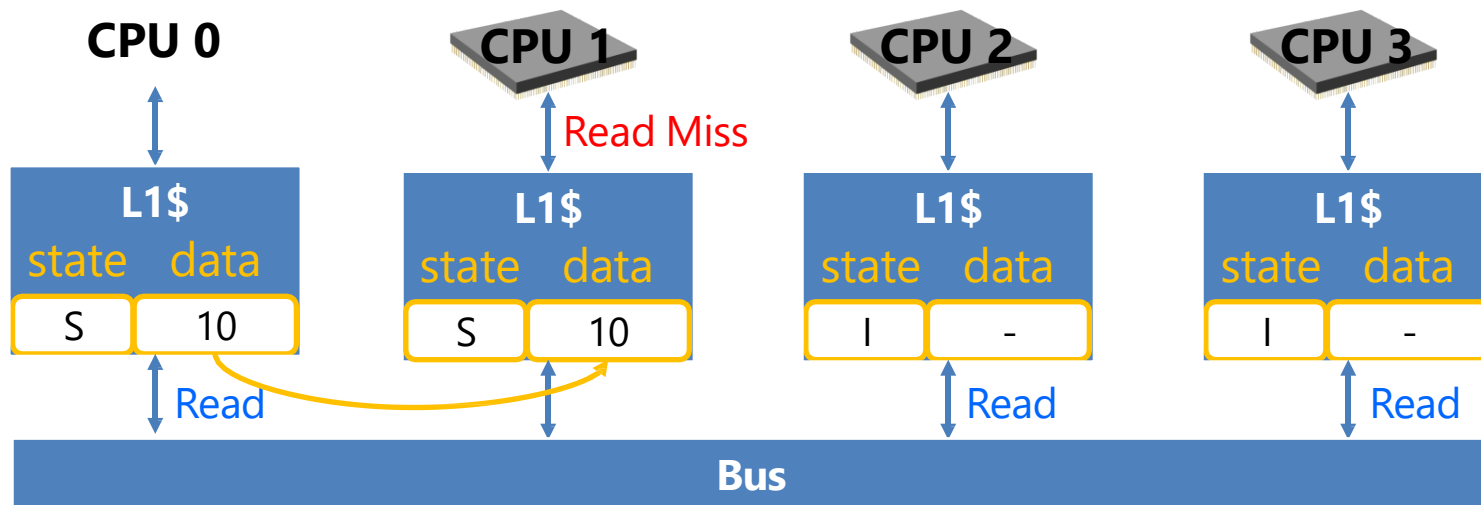 CPU 0
CPU 1
CPU 2
CPU 3
Read Miss
L1$
state data
S 10
L1$
state data
S 10
L1$
state data
I -
L1$
state data
I -
Read
Read
Read
Bus